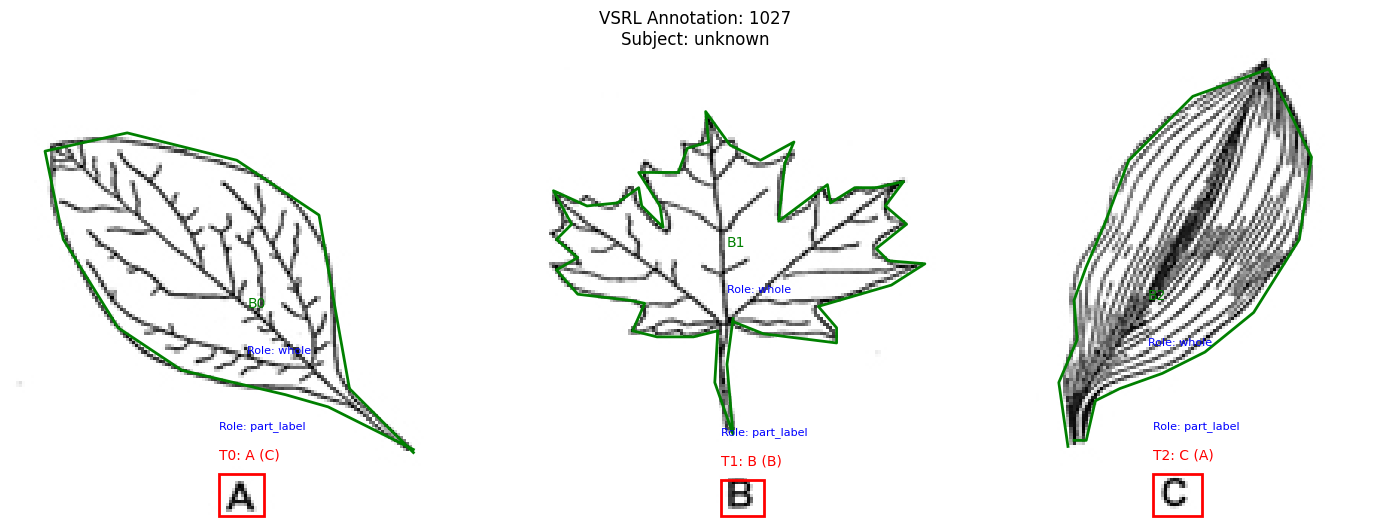 VSRL Annotation: 1027
Subject: unknown
B0
Role: whole
B1
Role: whole
Role: whole
Role: part_label
T0: A (C)
A
Role: part_label
T1: B (B)
B
Role: part_label
T2: C (A)
C